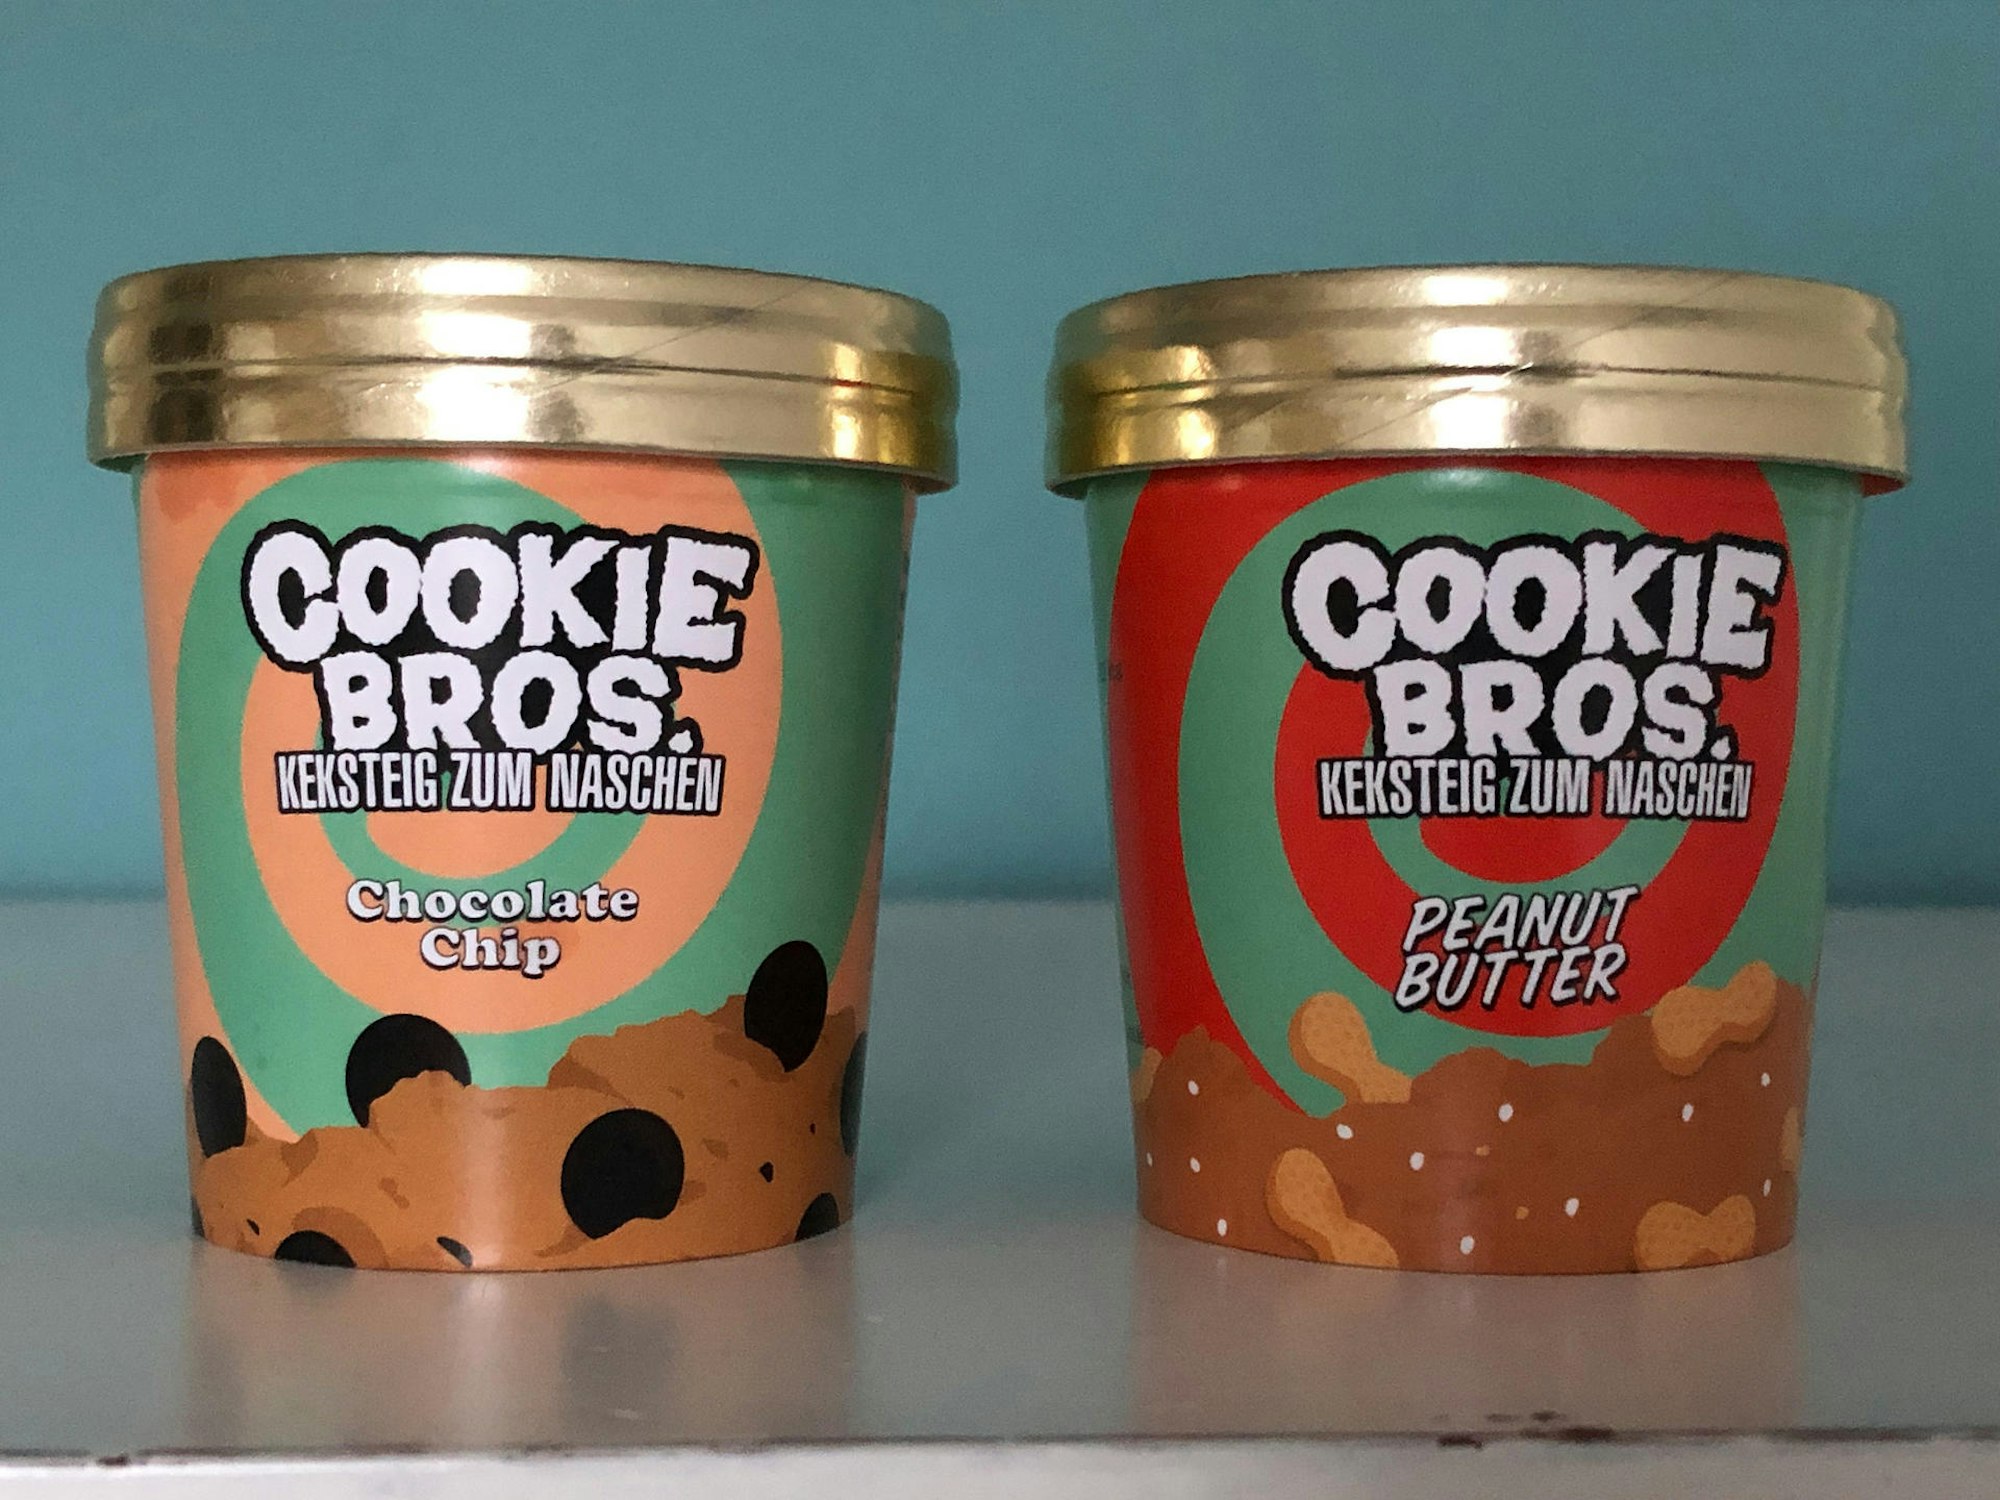 COOKIE
BROS.
KEKSTEIG ZUM NASCHEN
Chocolate
Chip
COOKIE
BROS.
KEKSTEIG ZUM NASCHEN
PEANUT
BUTTER